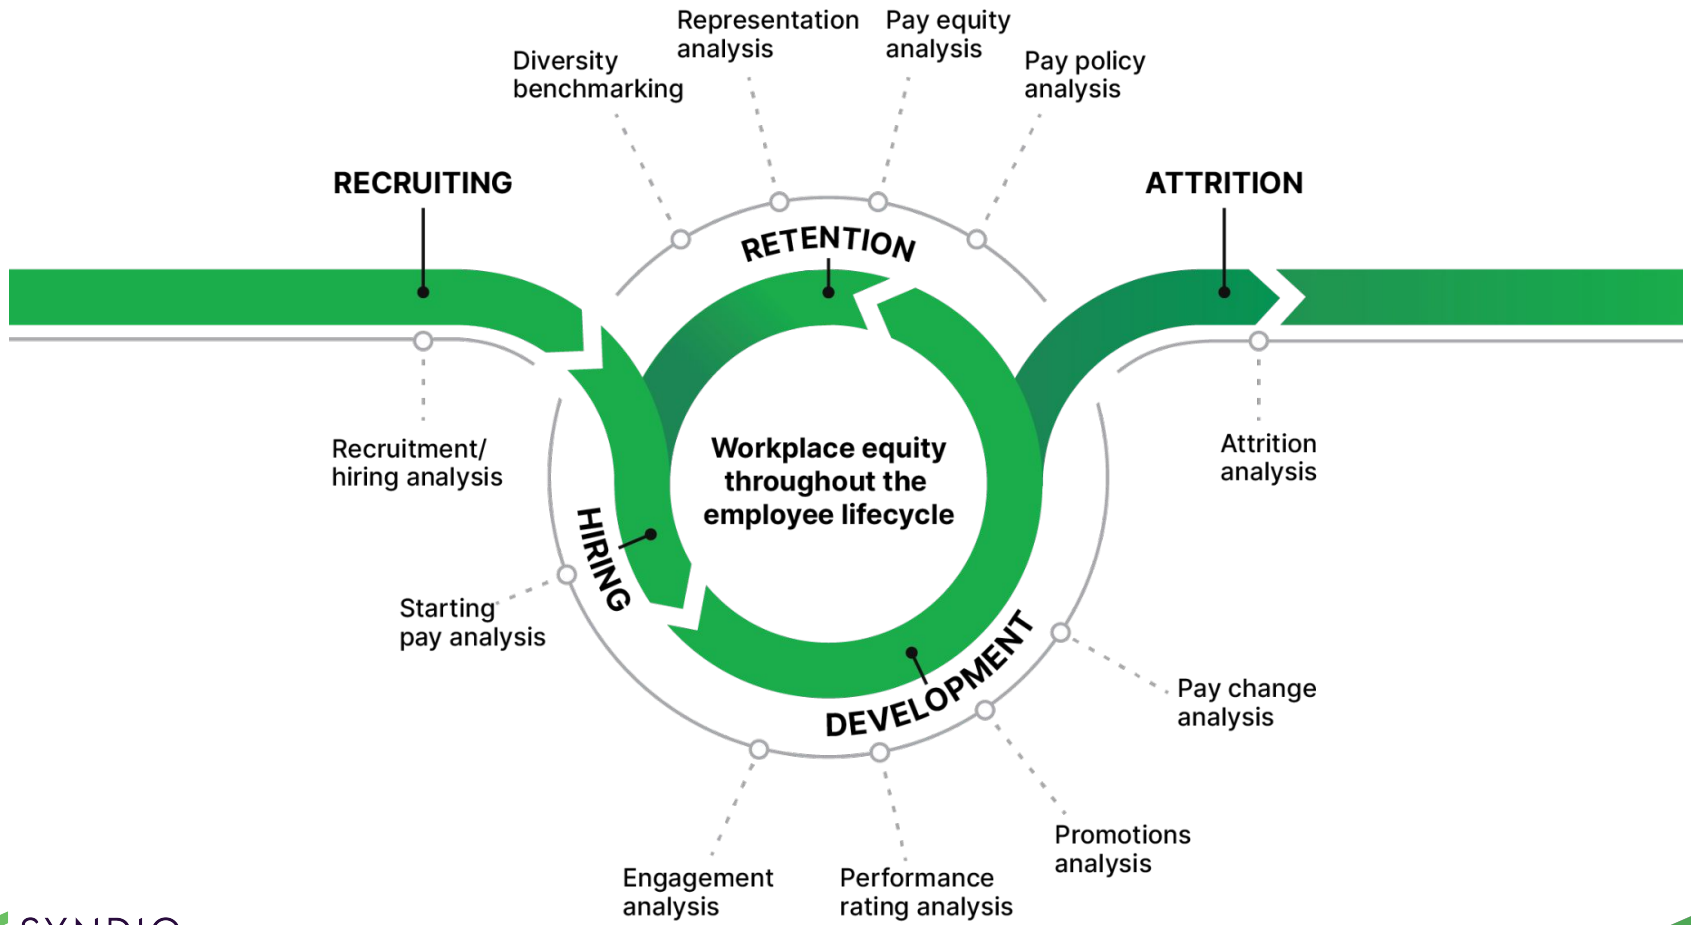 Representation
analysis
Pay equity
analysis
Diversity
benchmarking
Pay policy
analysis
RECRUITING
ATTRITION
RETENTION
Recruitment/
hiring analysis
Workplace equity
throughout the
employee lifecycle
Attrition
analysis
HIRING
Starting
pay analysis
DEVELOPMENT
Pay change
analysis
Promotions
analysis
Engagement
analysis
Performance
rating analysis
SYNDIO